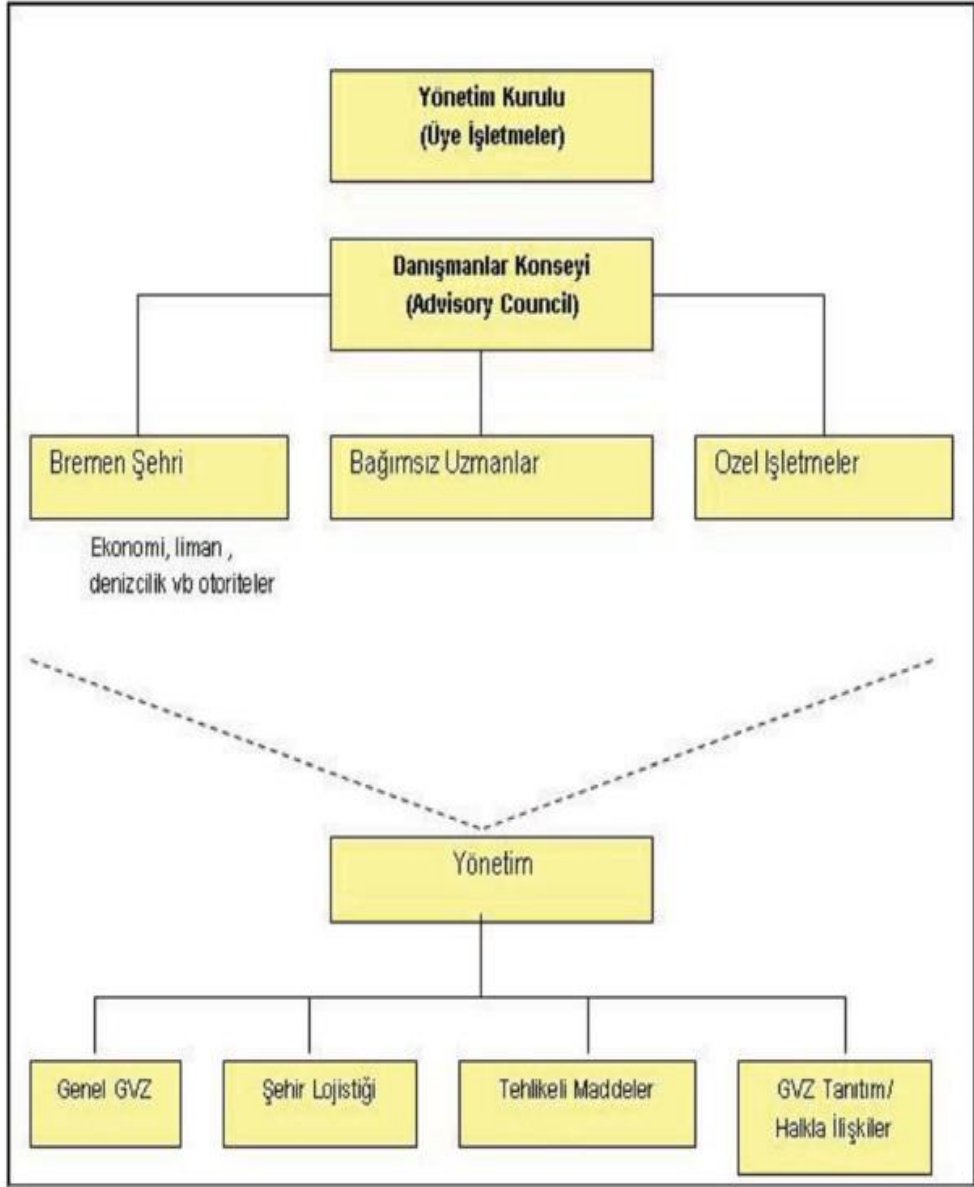 Yönetim Kurulu
(Üye İşletmeler)
Danışmanlar Konseyi
(Advisory Council)
Bremen Şehri
Bağımsız Uzmanlar
Ozel Işletmeler
Ekonomi, liman ,
denizcilik vb otoriteler
Yönetim
Genel GVZ
Şehir Lojistiği
Tehlikeli Maddeler
GVZ Tanıtım/
Halkla İlişkiler